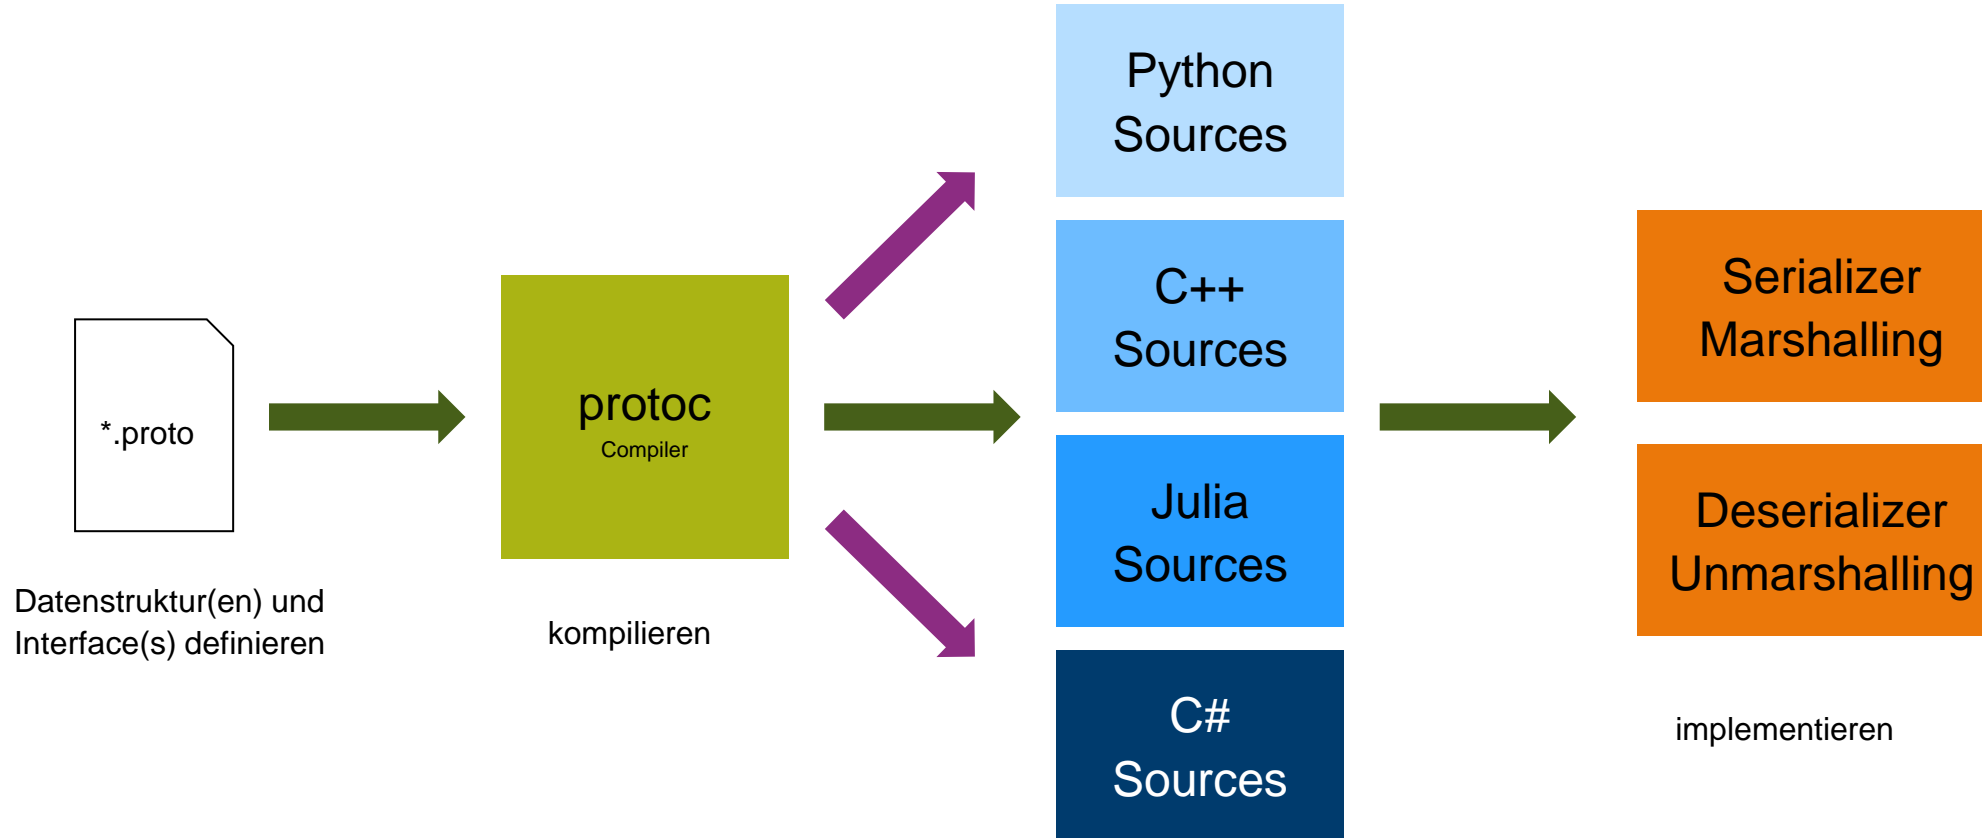 *.proto
Datenstruktur(en) und
Interface(s) definieren
protoc
Compiler
kompilieren
Python
Sources
C++
Sources
Julia
Sources
C#
Sources
Serializer
Marshalling
Deserializer
Unmarshalling
implementieren